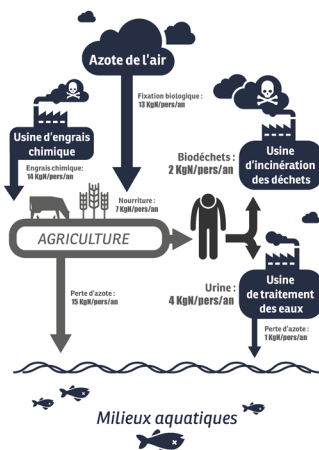 Azote de l'air
Fixation biologique :
13 KgN/pers/an
Usine d'engrais
chimique
Engrais chimique:
14 KgN/pers/an
Biodéchets :
2 KgN/pers/an
Usine
d'incinération
des déchets
Nourriture :
7 KgN/pers/an
AGRICULTURE
Urine :
4 KgN/pers/an
Usine
de traitement
des eaux
Perte d'azote :
15 KgN/pers/an
Perte d'azote :
1 KgN/pers/an
Milieux aquatiques